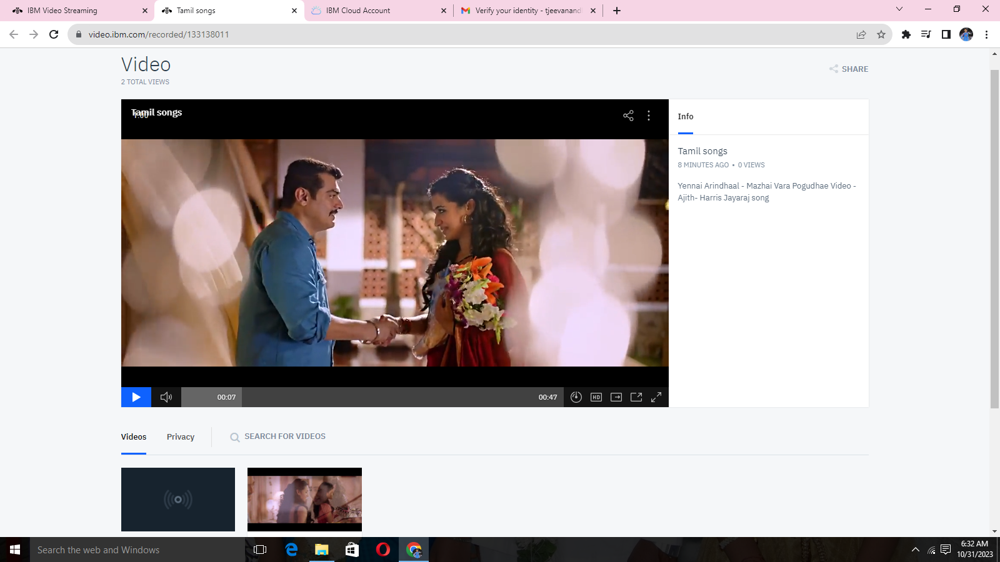 IBM Video Streaming
Tamil songs
IBM Cloud Account
Verify your identity - tjeevanand
video.ibm.com/recorded/133138011
Video
2 TOTAL VIEWS
SHARE
Tamil songs
1:00
Info
Tamil songs
8 MINUTES AGO • 0 VIEWS
Yennai Arindhaal - Mazhai Vara Pogudhae Video -
Ajith- Harris Jayaraj song
00:07
00:47
HD
Videos
Privacy
SEARCH FOR VIDEOS
Search the web and Windows
6:32 AM
10/31/2023